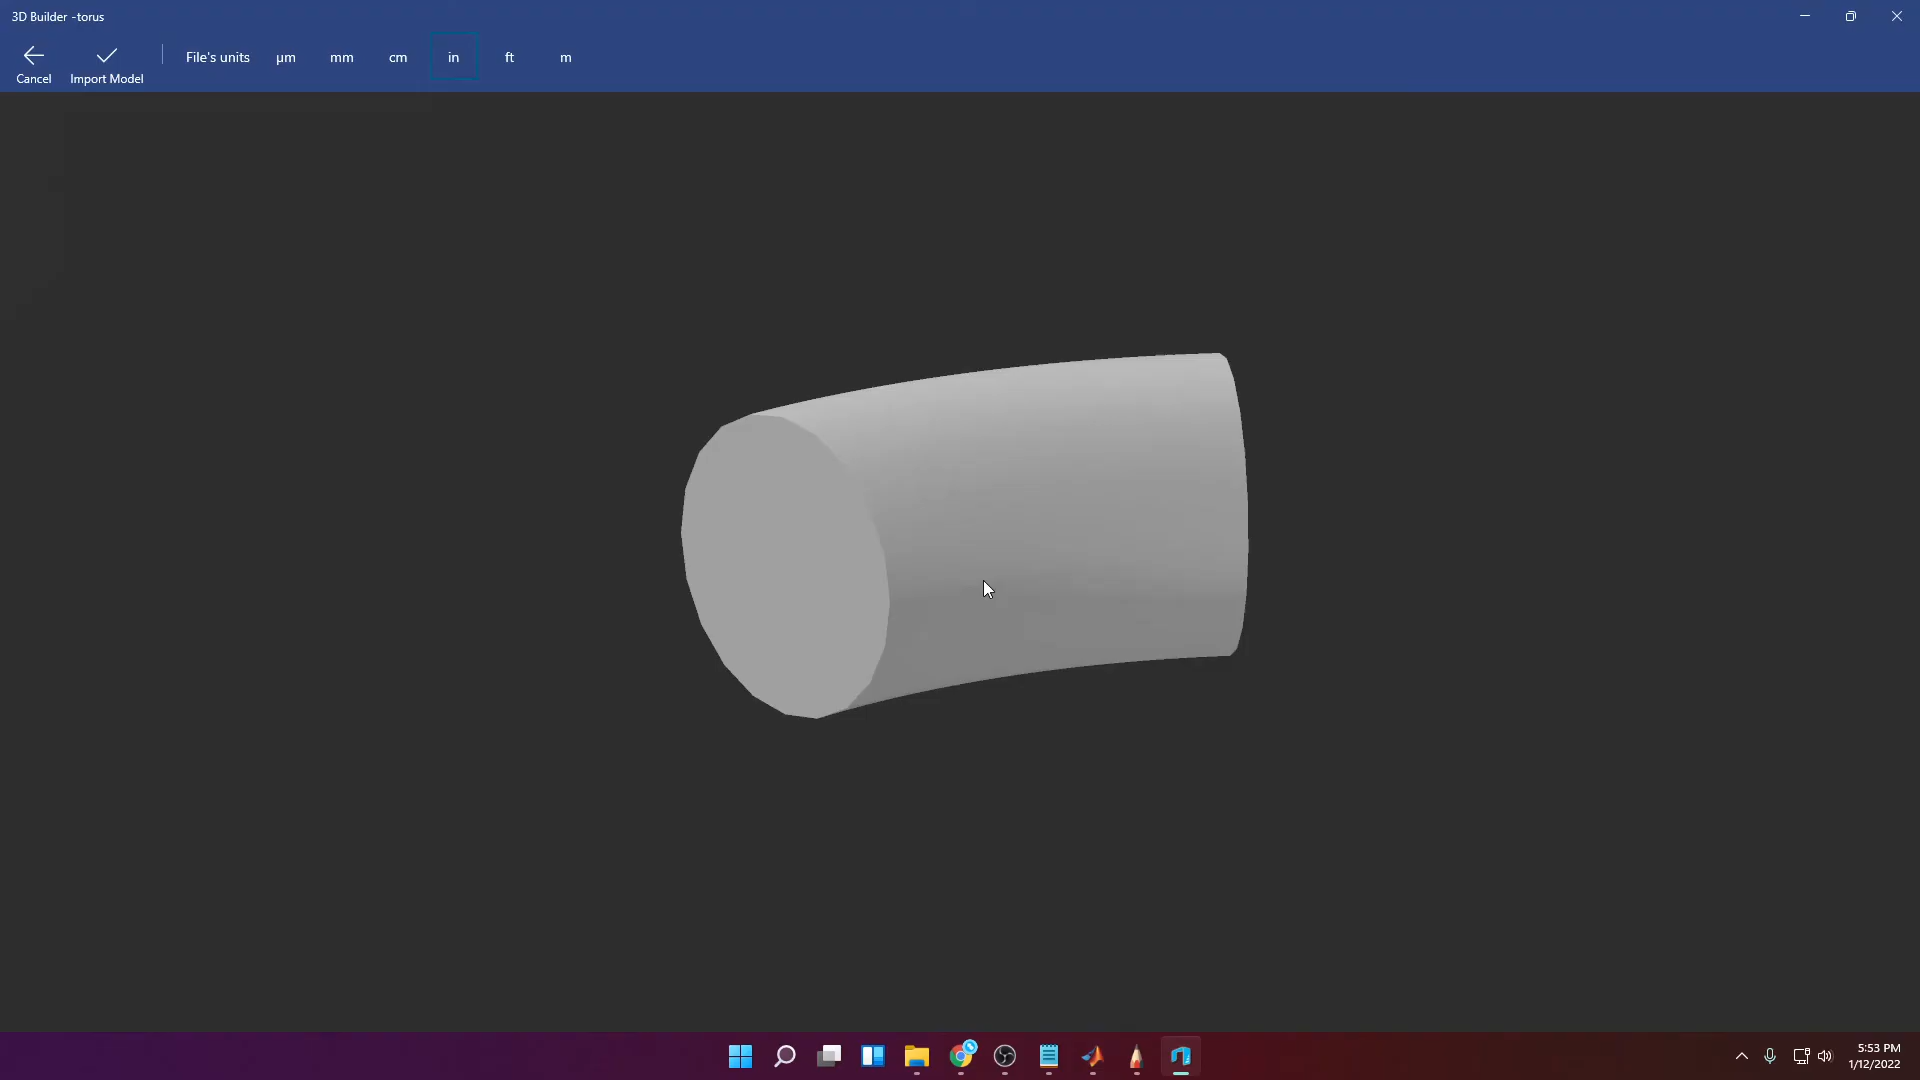 3D Builder -torus
Cancel
Import Model
File's units
µm
mm
cm
in
ft
m
5:53 PM
1/12/2022